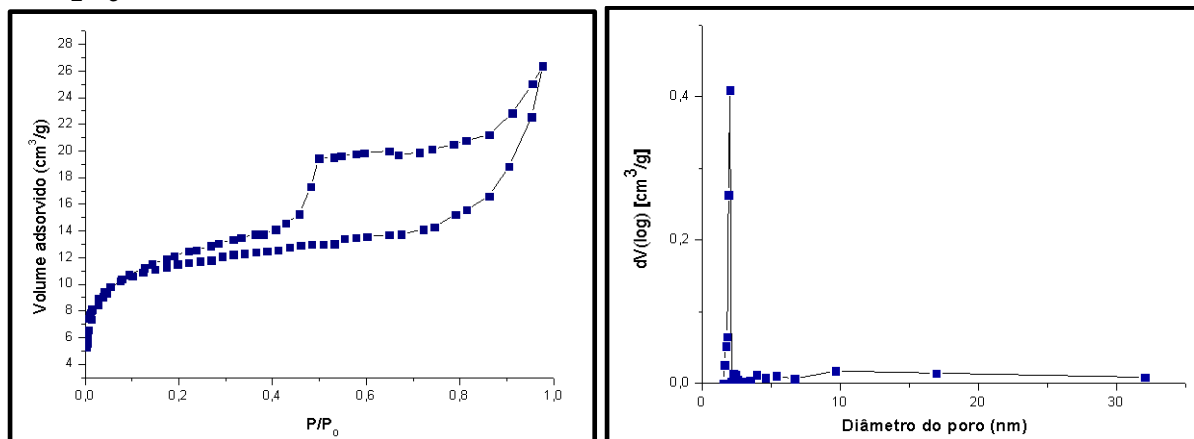 Volume adsorvido (cm³/g)
28
26
24
22
20
18
16
14
12
10
8
6
4
0,0 0,2 0,4 0,6 0,8 1,0
P/P₀
dV(log) [cm³/g]
0,4
0,2
0,0
0 10 20 30
Diâmetro do poro (nm)